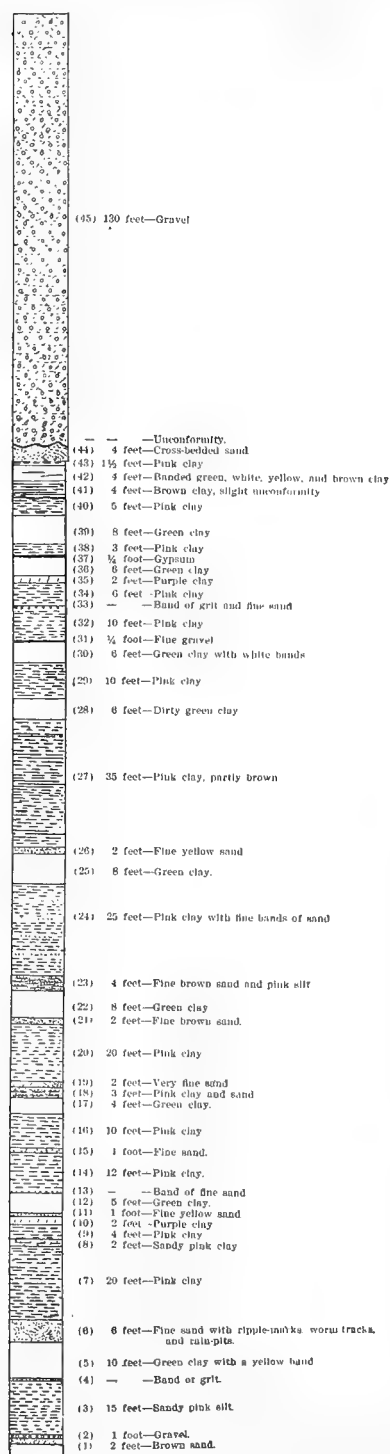 (45) 130 feet—Gravel
— — —Unconformity.
(44) 4 feet—Cross-bedded sand
(43) 1½ feet—Pink clay
(42) 4 feet—Banded green, white, yellow, and brown clay
(41) 4 feet—Brown clay, slight unconformity
(40) 5 feet—Pink clay
(39) 8 feet—Green clay
(38) 3 feet—Pink clay
(37) ¼ foot—Gypsum
(36) 6 feet—Green clay
(35) 2 feet—Purple clay
(34) 6 feet—Pink clay
(33) — —Band of grit and fine sand
(32) 10 feet—Pink clay
(31) ¼ foot—Fine gravel
(30) 6 feet—Green clay with white bands
(29) 10 feet—Pink clay
(28) 6 feet—Dirty green clay
(27) 35 feet—Pink clay, partly brown
(26) 2 feet—Fine yellow sand
(25) 8 feet—Green clay.
(24) 25 feet—Pink clay with fine bands of sand
(23) 4 feet—Fine brown sand and pink silt
(22) 8 feet—Green clay
(21) 2 feet—Fine brown sand.
(20) 20 feet—Pink clay
(19) 2 feet—Very fine sand
(18) 3 feet—Pink clay and sand
(17) 4 feet—Green clay.
(16) 10 feet—Pink clay
(15) 1 foot—Fine sand.
(14) 12 feet—Pink clay.
(13) — —Band of fine sand
(12) 5 feet—Green clay.
(11) 1 foot—Fine yellow sand
(10) 2 feet—Purple clay
(9) 4 feet—Pink clay
(8) 2 feet—Sandy pink clay
(7) 20 feet—Pink clay
(6) 6 feet—Fine sand with ripple-marks, worm tracks,
and rain-pits.
(5) 10 feet—Green clay with a yellow band
(4) — —Band of grit.
(3) 15 feet—Sandy pink silt
(2) 1 foot—Gravel.
(1) 2 feet—Brown sand.